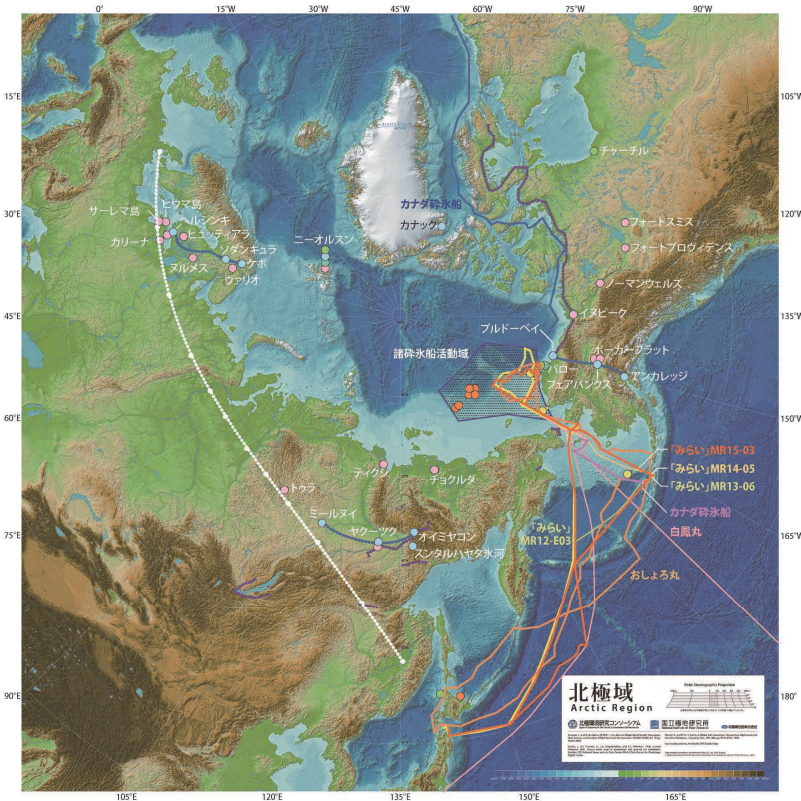 0°
15°W
30°W
45°W
60°W
75°W
90°W
15°E
105°W
チャーチル
カナダ砕氷船
カナック
30°E
120°W
サーレマ島
ヒウマ島
ヘルシンキ
カリーナ
ヒュッティアラ
ソダンキュラ
ケボ
ヌルメス
ヴァリオ
ニーオルスン
フォートスミス
フォートプロヴィデンス
ノーマンウェルズ
イヌビーク
45°E
135°W
プルドーベイ
諸砕氷船活動域
ポーカーフラット
バロー
フェアバンクス
アンカレッジ
60°E
150°W
ティクシ
チョクルダ
トゥラ
「みらい」MR15-03
「みらい」MR14-05
「みらい」MR13-06
カナダ砕氷船
白鳳丸
ミールヌイ
ヤクーツク
オイミヤコン
スンタルハヤタ氷河
「みらい」
MR12-E03
75°E
165°W
おしょろ丸
北極域
Arctic Region
Polar Stereographic Projection
北極環境研究コンソーシアム
国立極地研究所
90°E
180°
105°E
120°E
135°E
150°E
165°E